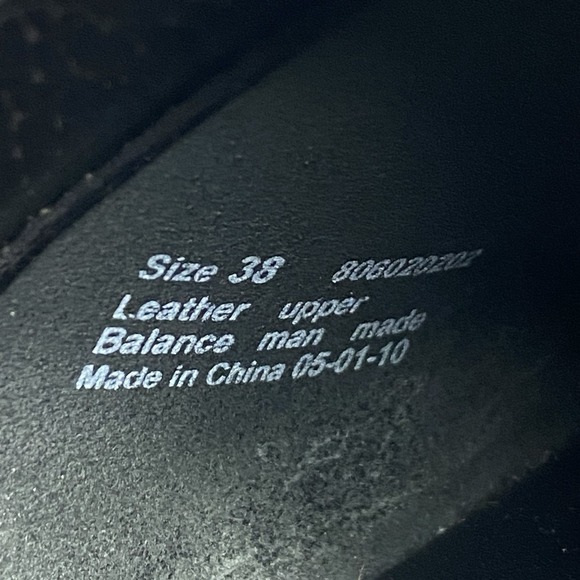 Size 38 806020202
Leather upper
Balance man made
Made in China 05-01-10